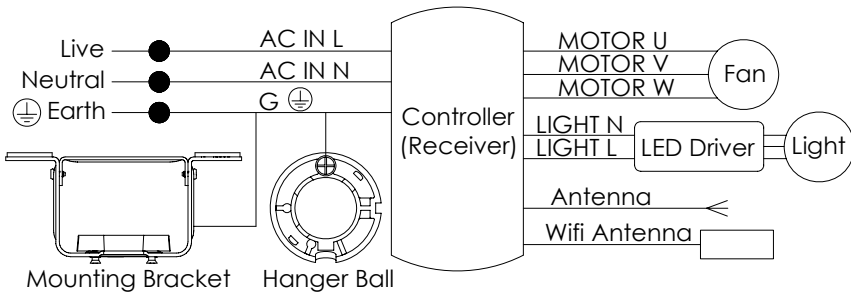 Live
AC IN L
Neutral
AC IN N
Earth
G
Controller
(Receiver)
MOTOR U
MOTOR V
MOTOR W
Fan
LIGHT N
LIGHT L
LED Driver
Light
Antenna
Wifi Antenna
Mounting Bracket
Hanger Ball